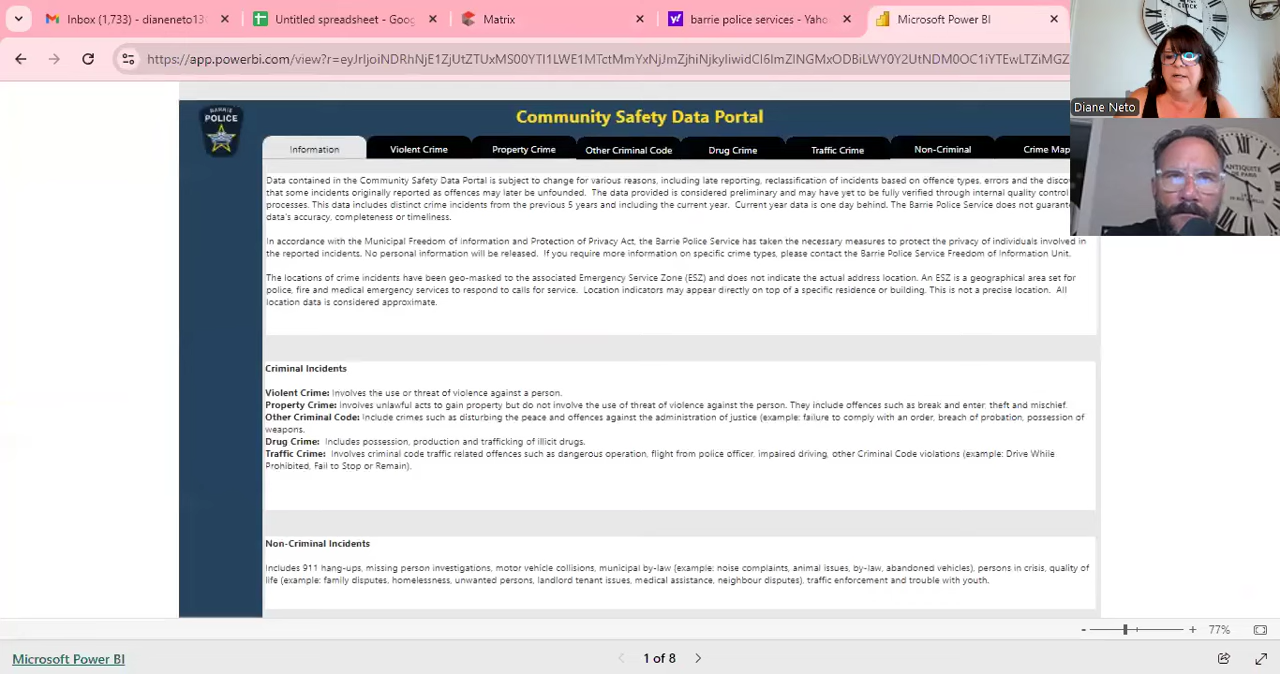 Inbox (1,733) - dianeneto13
Untitled spreadsheet - Goog
Matrix
barrie police services - Yaho
Microsoft Power BI
https://app.powerbi.com/view?r=
Diane Neto
BARRIE
POLICE
Community Safety Data Portal
Information
Violent Crime
Property Crime
Other Criminal Code
Drug Crime
Traffic Crime
Non-Criminal
Crime Map
Data contained in the Community Safety Data Portal is subject to change for various reasons, including late reporting, reclassification of incidents based on offence types, errors and the disco
that some incidents originally reported as offences may later be unfounded. The data provided is considered preliminary and may have yet to be fully verified through internal quality contro
processes. This data includes distinct crime incidents from the previous 5 years and including the current year. Current year data is one day behind. The Barrie Police Service does not guarante
data's accuracy, completeness or timeliness.
In accordance with the Municipal Freedom of Information and Protection of Privacy Act, the Barrie Police Service has taken the necessary measures to protect the privacy of individuals involved in
the reported incidents. No personal information will be released. If you require more information on specific crime types, please contact the Barrie Police Service Freedom of Information Unit.
The locations of crime incidents have been geo-masked to the associated Emergency Service Zone (ESZ) and does not indicate the actual address location. An ESZ is a geographical area set for
police, fire and medical emergency services to respond to calls for service. Location indicators may appear directly on top of a specific residence or building. This is not a precise location. All
location data is considered approximate.
Criminal Incidents
Violent Crime: Involves the use or threat of violence against a person.
Property Crime: involves unlawful acts to gain property but do not involve the use of threat of violence against the person. They include offences such as break and enter, theft and mischief.
Other Criminal Code: Include crimes such as disturbing the peace and offences against the administration of justice (example: failure to comply with an order, breach of probation, possession of
weapons.
Drug Crime: Includes possession, production and trafficking of illicit drugs.
Traffic Crime: Involves criminal code traffic related offences such as dangerous operation, flight from police officer, impaired driving, other Criminal Code violations (example: Drive While
Prohibited, Fail to Stop or Remain).
Non-Criminal Incidents
Includes 911 hang-ups, missing person investigations, motor vehicle collisions, municipal by-law (example: noise complaints, animal issues, by-law, abandoned vehicles), persons in crisis, quality of
life (example: family disputes, homelessness, unwanted persons, landlord tenant issues, medical assistance, neighbour disputes), traffic enforcement and trouble with youth.
- + 77%
Microsoft Power BI
1 of 8